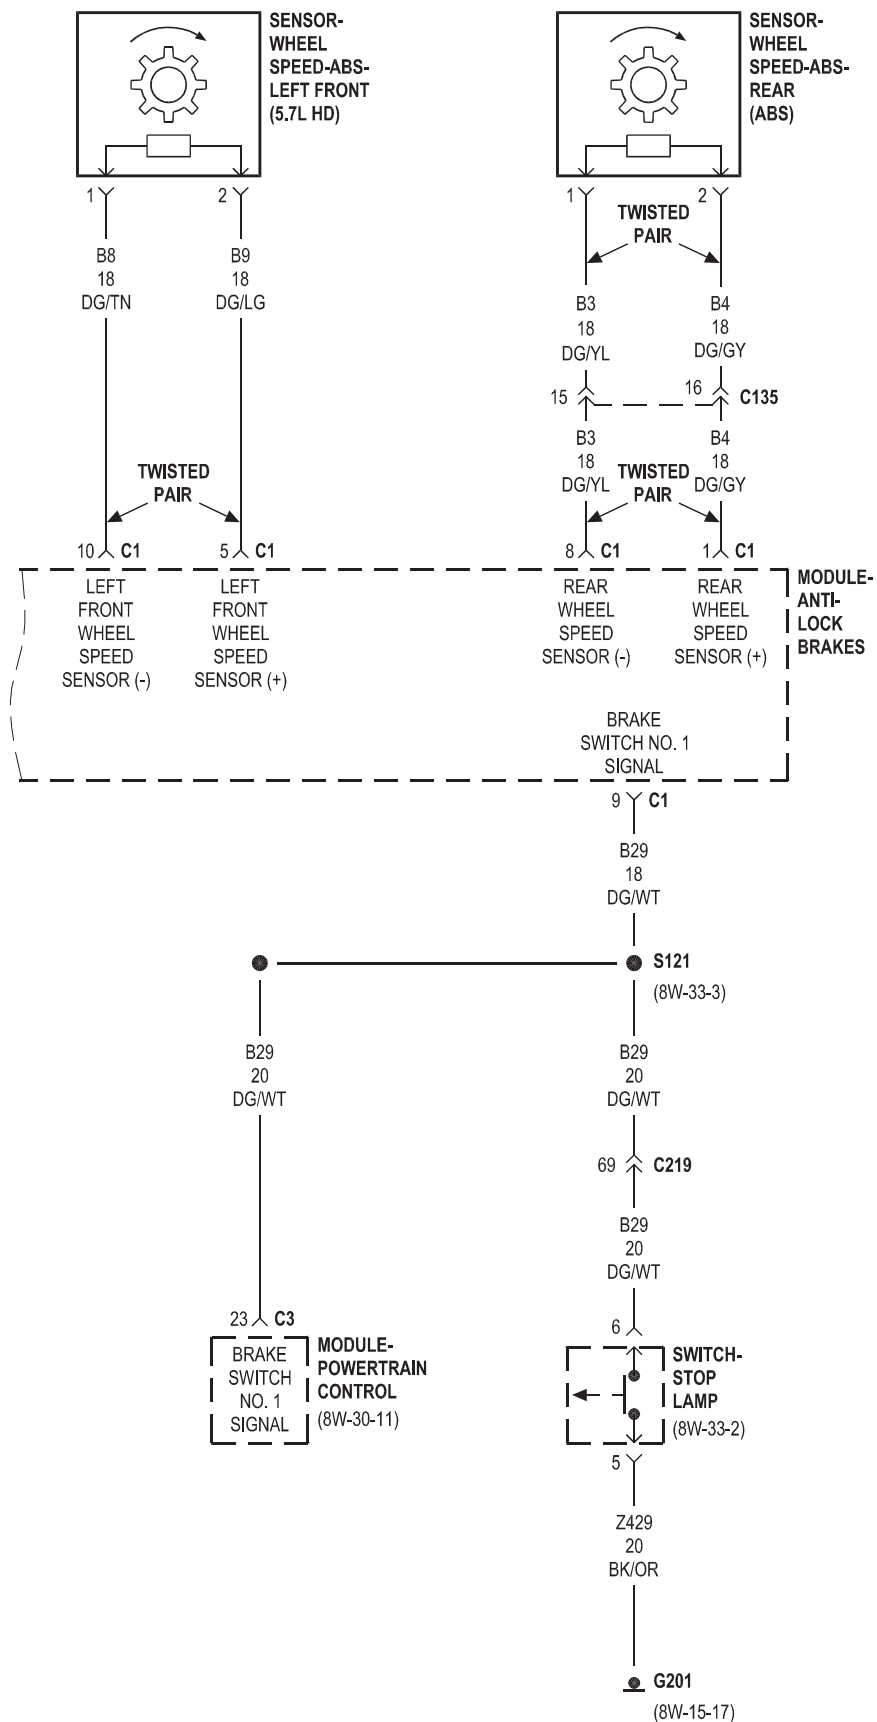 SENSOR-
WHEEL
SPEED-ABS-
LEFT FRONT
(5.7L HD)
SENSOR-
WHEEL
SPEED-ABS-
REAR
(ABS)
1
2
1
2
TWISTED
PAIR
B8
18
DG/TN
B9
18
DG/LG
B3
18
DG/YL
B4
18
DG/GY
15
16
C135
B3
18
DG/YL
B4
18
DG/GY
TWISTED
PAIR
TWISTED
PAIR
10 C1
5 C1
8 C1
1 C1
LEFT
FRONT
WHEEL
SPEED
SENSOR (-)
LEFT
FRONT
WHEEL
SPEED
SENSOR (+)
REAR
WHEEL
SPEED
SENSOR (-)
REAR
WHEEL
SPEED
SENSOR (+)
MODULE-
ANTI-
LOCK
BRAKES
BRAKE
SWITCH NO. 1
SIGNAL
9 C1
B29
18
DG/WT
S121
(8W-33-3)
B29
20
DG/WT
B29
20
DG/WT
69 C219
B29
20
DG/WT
23 C3
6
BRAKE
SWITCH
NO. 1
SIGNAL
MODULE-
POWERTRAIN
CONTROL
(8W-30-11)
SWITCH-
STOP
LAMP
(8W-33-2)
5
Z429
20
BK/OR
G201
(8W-15-17)